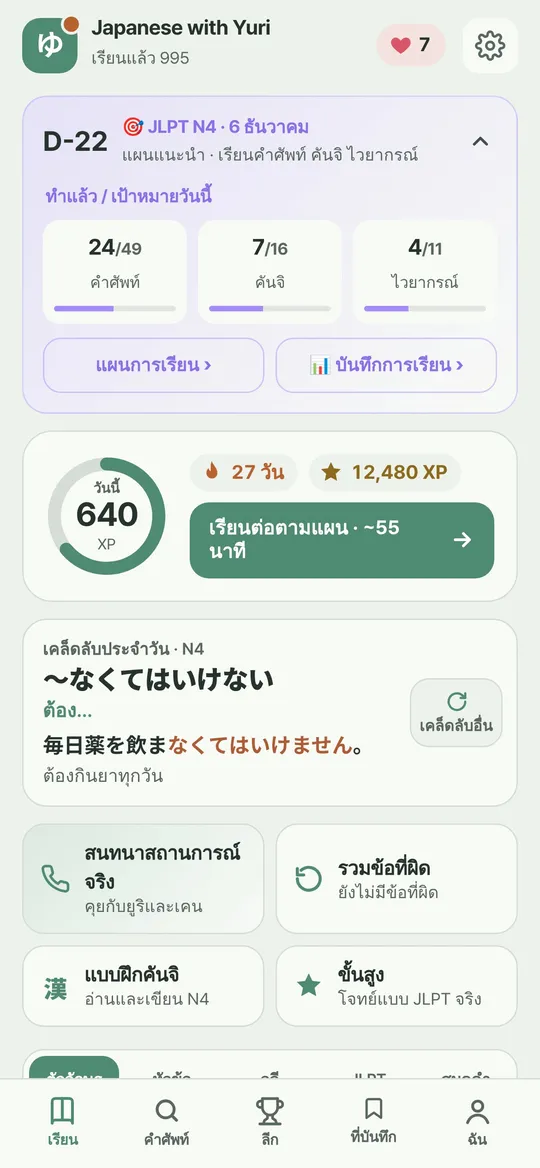 ゆ
Japanese with Yuri
เรียนแล้ว 995
7
D-22
🎯 JLPT N4 · 6 ธันวาคม
แผนแนะนำ · เรียนคำศัพท์ คันจิ ไวยากรณ์
ทำแล้ว / เป้าหมายวันนี้
24/49
7/16
4/11
คำศัพท์
คันจิ
ไวยากรณ์
แผนการเรียน ›
📊 บันทึกการเรียน ›
วันนี้
640
XP
27 วัน
12,480 XP
เรียนต่อตามแผน · ~55
นาที
เคล็ดลับประจำวัน · N4
〜なくてはいけない
ต้อง...
毎日薬を飲まなくてはいけません。
ต้องกินยาทุกวัน
เคล็ดลับอื่น
สนทนาสถานการณ์
จริง
คุยกับยูริและเคน
รวมข้อที่ผิด
ยังไม่มีข้อที่ผิด
漢
แบบฝึกคันจิ
อ่านและเขียน N4
ขั้นสูง
โจทย์แบบ JLPT จริง
JLPT
เรียน
คำศัพท์
ลีก
ที่บันทึก
ฉัน